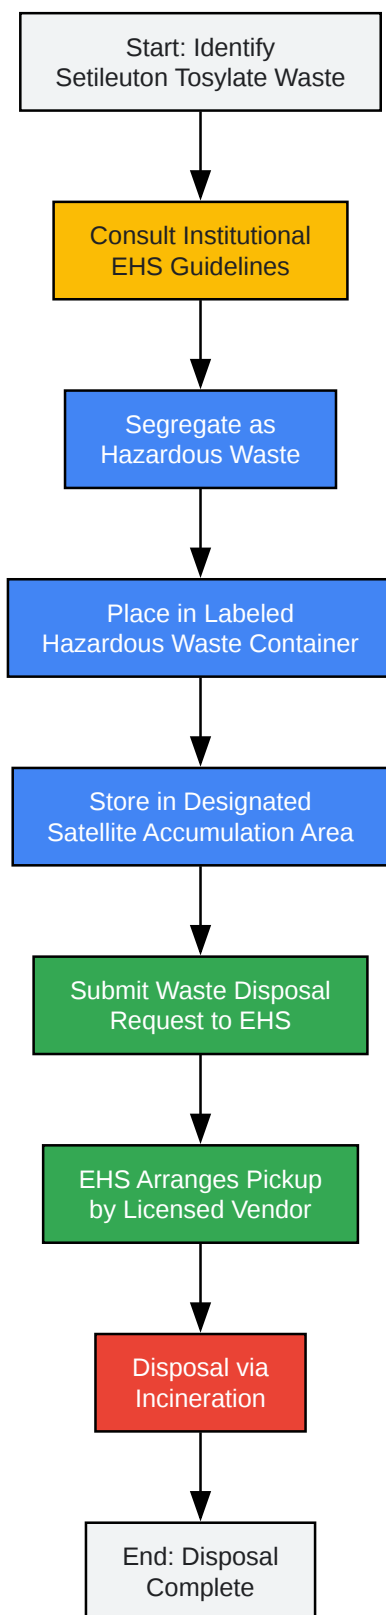 Start: Identify
Setileuton Tosylate Waste
Consult Institutional
EHS Guidelines
Segregate as
Hazardous Waste
Place in Labeled
Hazardous Waste Container
Store in Designated
Satellite Accumulation Area
Submit Waste Disposal
Request to EHS
EHS Arranges Pickup
by Licensed Vendor
Disposal via
Incineration
End: Disposal
Complete